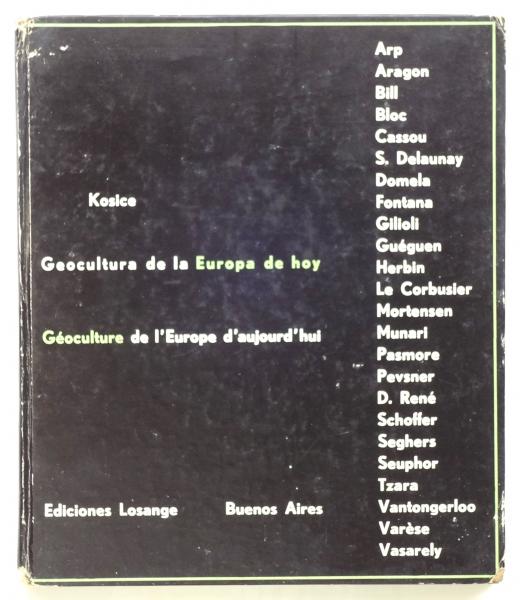 Kosice
Geocultura de la Europa de hoy
Géoculture de l'Europe d'aujourd'hui
Ediciones Losange Buenos Aires
Arp
Aragon
Bill
Bloc
Cassou
S. Delaunay
Domela
Fontana
Gilioli
Guéguen
Herbin
Le Corbusier
Mortensen
Munari
Pasmore
Pevsner
D. René
Schoffer
Seghers
Seuphor
Tzara
Vantongerloo
Varèse
Vasarely